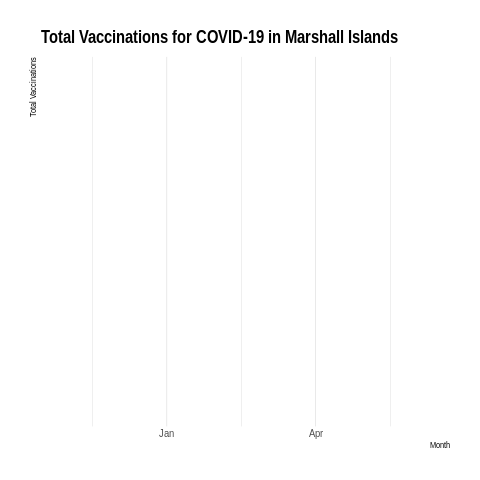 Total Vaccinations for COVID-19 in Marshall Islands
Total Vaccinations
Jan
Apr
Month